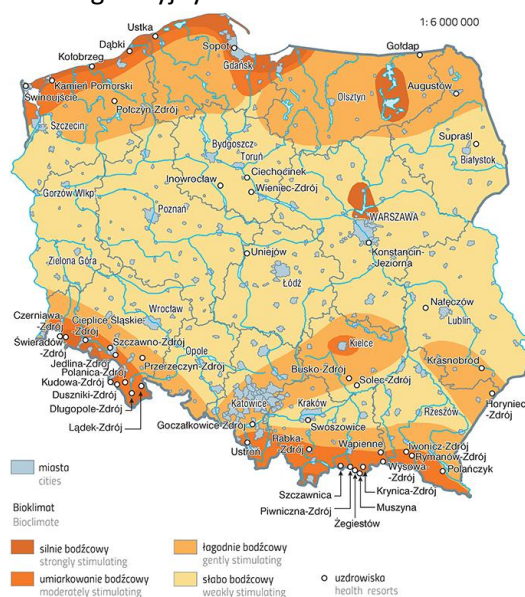 1:6 000 000
Ustka
Dąbki
Sopot
Gołdap
Kołobrzeg
Gdańsk
Kamień Pomorski
Olsztyn
Augustów
Świnoujście
Połczyn-Zdrój
Szczecin
Supraśl
Bydgoszcz
Białystok
Toruń
Ciechocinek
Inowrocław
Wieniec-Zdrój
Gorzów Wlkp.
Poznań
WARSZAWA
Konstancin-
Jeziorna
Uniejów
Zielona Góra
Łódź
Nałęczów
Lublin
Czerniawa
-Zdrój
Cieplice Śląskie-
Zdrój
Wrocław
Świeradów
-Zdrój
Szczawno-Zdrój
Kielce
Jedlina-Zdrój
Opole
Krasnobród
Polanica-Zdrój
Przerzeczyn-Zdrój
Busko-Zdrój
Kudowa-Zdrój
Solec-Zdrój
Duszniki-Zdrój
Długopole-Zdrój
Katowice
Kraków
Rzeszów
Horyniec-
Zdrój
Lądek-Zdrój
Goczałkowice-Zdrój
Swoszowice
Ustroń
Rabka-
Zdrój
Wapienne
Iwonicz-Zdrój
Rymanów-Zdrój
Wysowa
-Zdrój
Polańczyk
Szczawnica
Krynica-Zdrój
Piwniczna-Zdrój
Muszyna
Żegiestów
miasta
cities
Bioklimat
Bioclimate
silnie bodźcowy
strongly stimulating
łagodnie bodźcowy
gently stimulating
umiarkowanie bodźcowy
moderately stimulating
słabo bodźcowy
weakly stimulating
uzdrowiska
health resorts